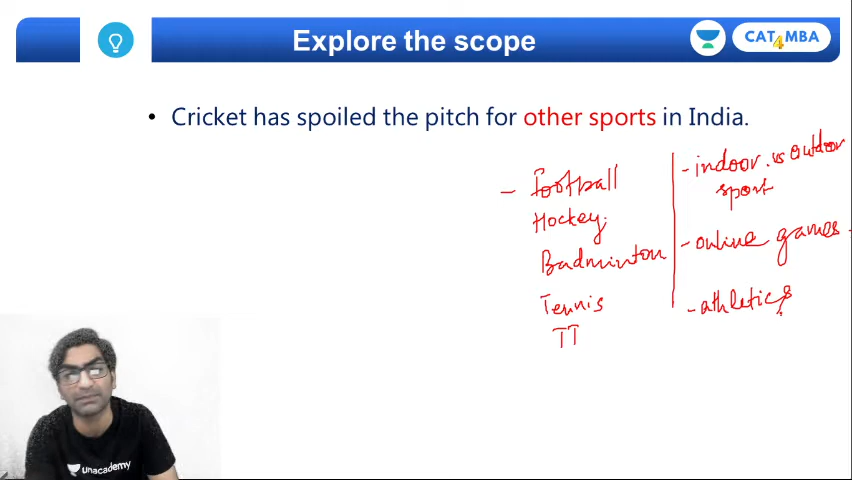 Explore the scope
CAT4MBA
• Cricket has spoiled the pitch for other sports in India.
- Football
Hockey
Badminton
Tennis
TT
- indoor vs outdoor
sport
- online games -
- athletics
unacademy